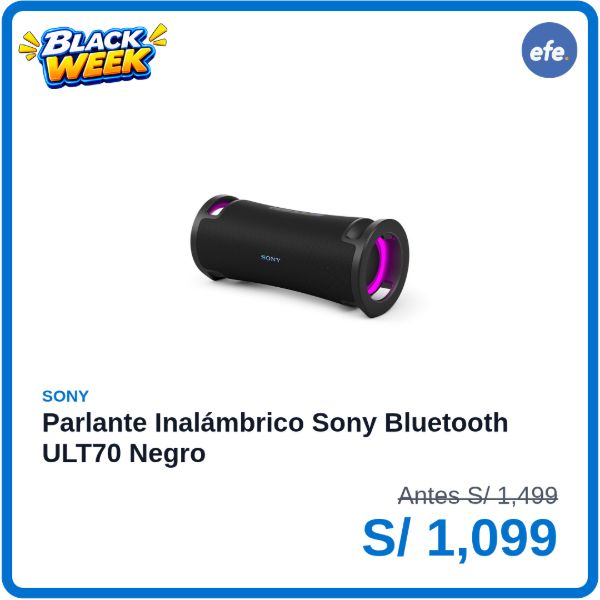 BLACK
WEEK
efe.
SONY
SONY
Parlante Inalámbrico Sony Bluetooth
ULT70 Negro
Antes S/ 1,499
S/ 1,099